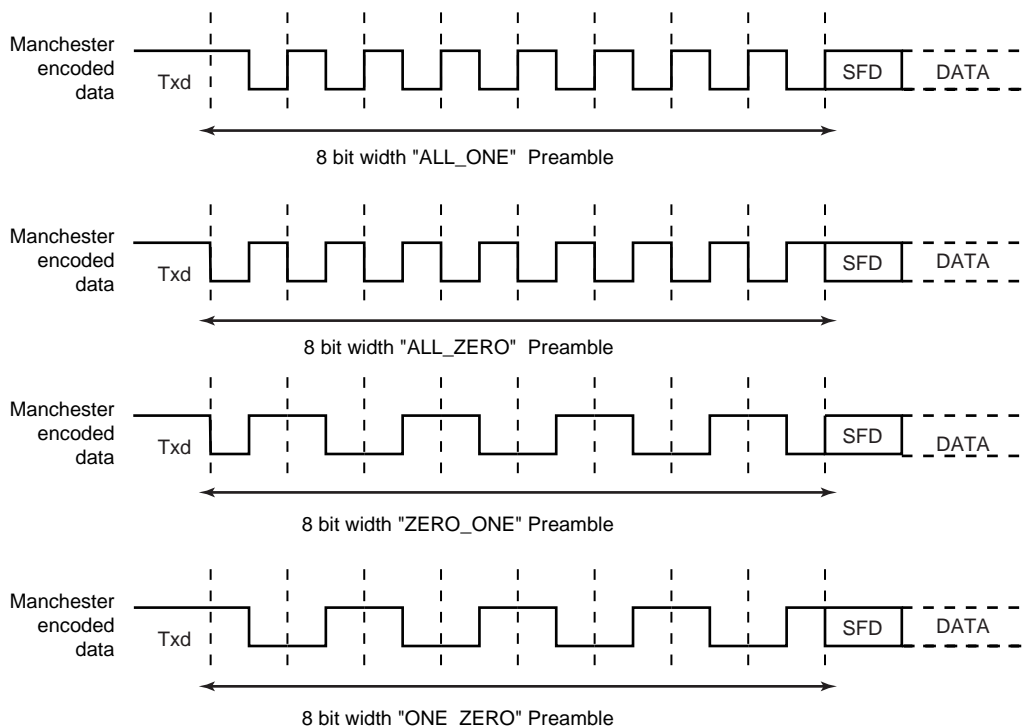 Manchester
encoded
data
Txd
SFD
DATA
8 bit width "ALL_ONE" Preamble
Manchester
encoded
data
Txd
SFD
DATA
8 bit width "ALL_ZERO" Preamble
Manchester
encoded
data
Txd
SFD
DATA
8 bit width "ZERO_ONE" Preamble
Manchester
encoded
data
Txd
SFD
DATA
8 bit width "ONE_ZERO" Preamble